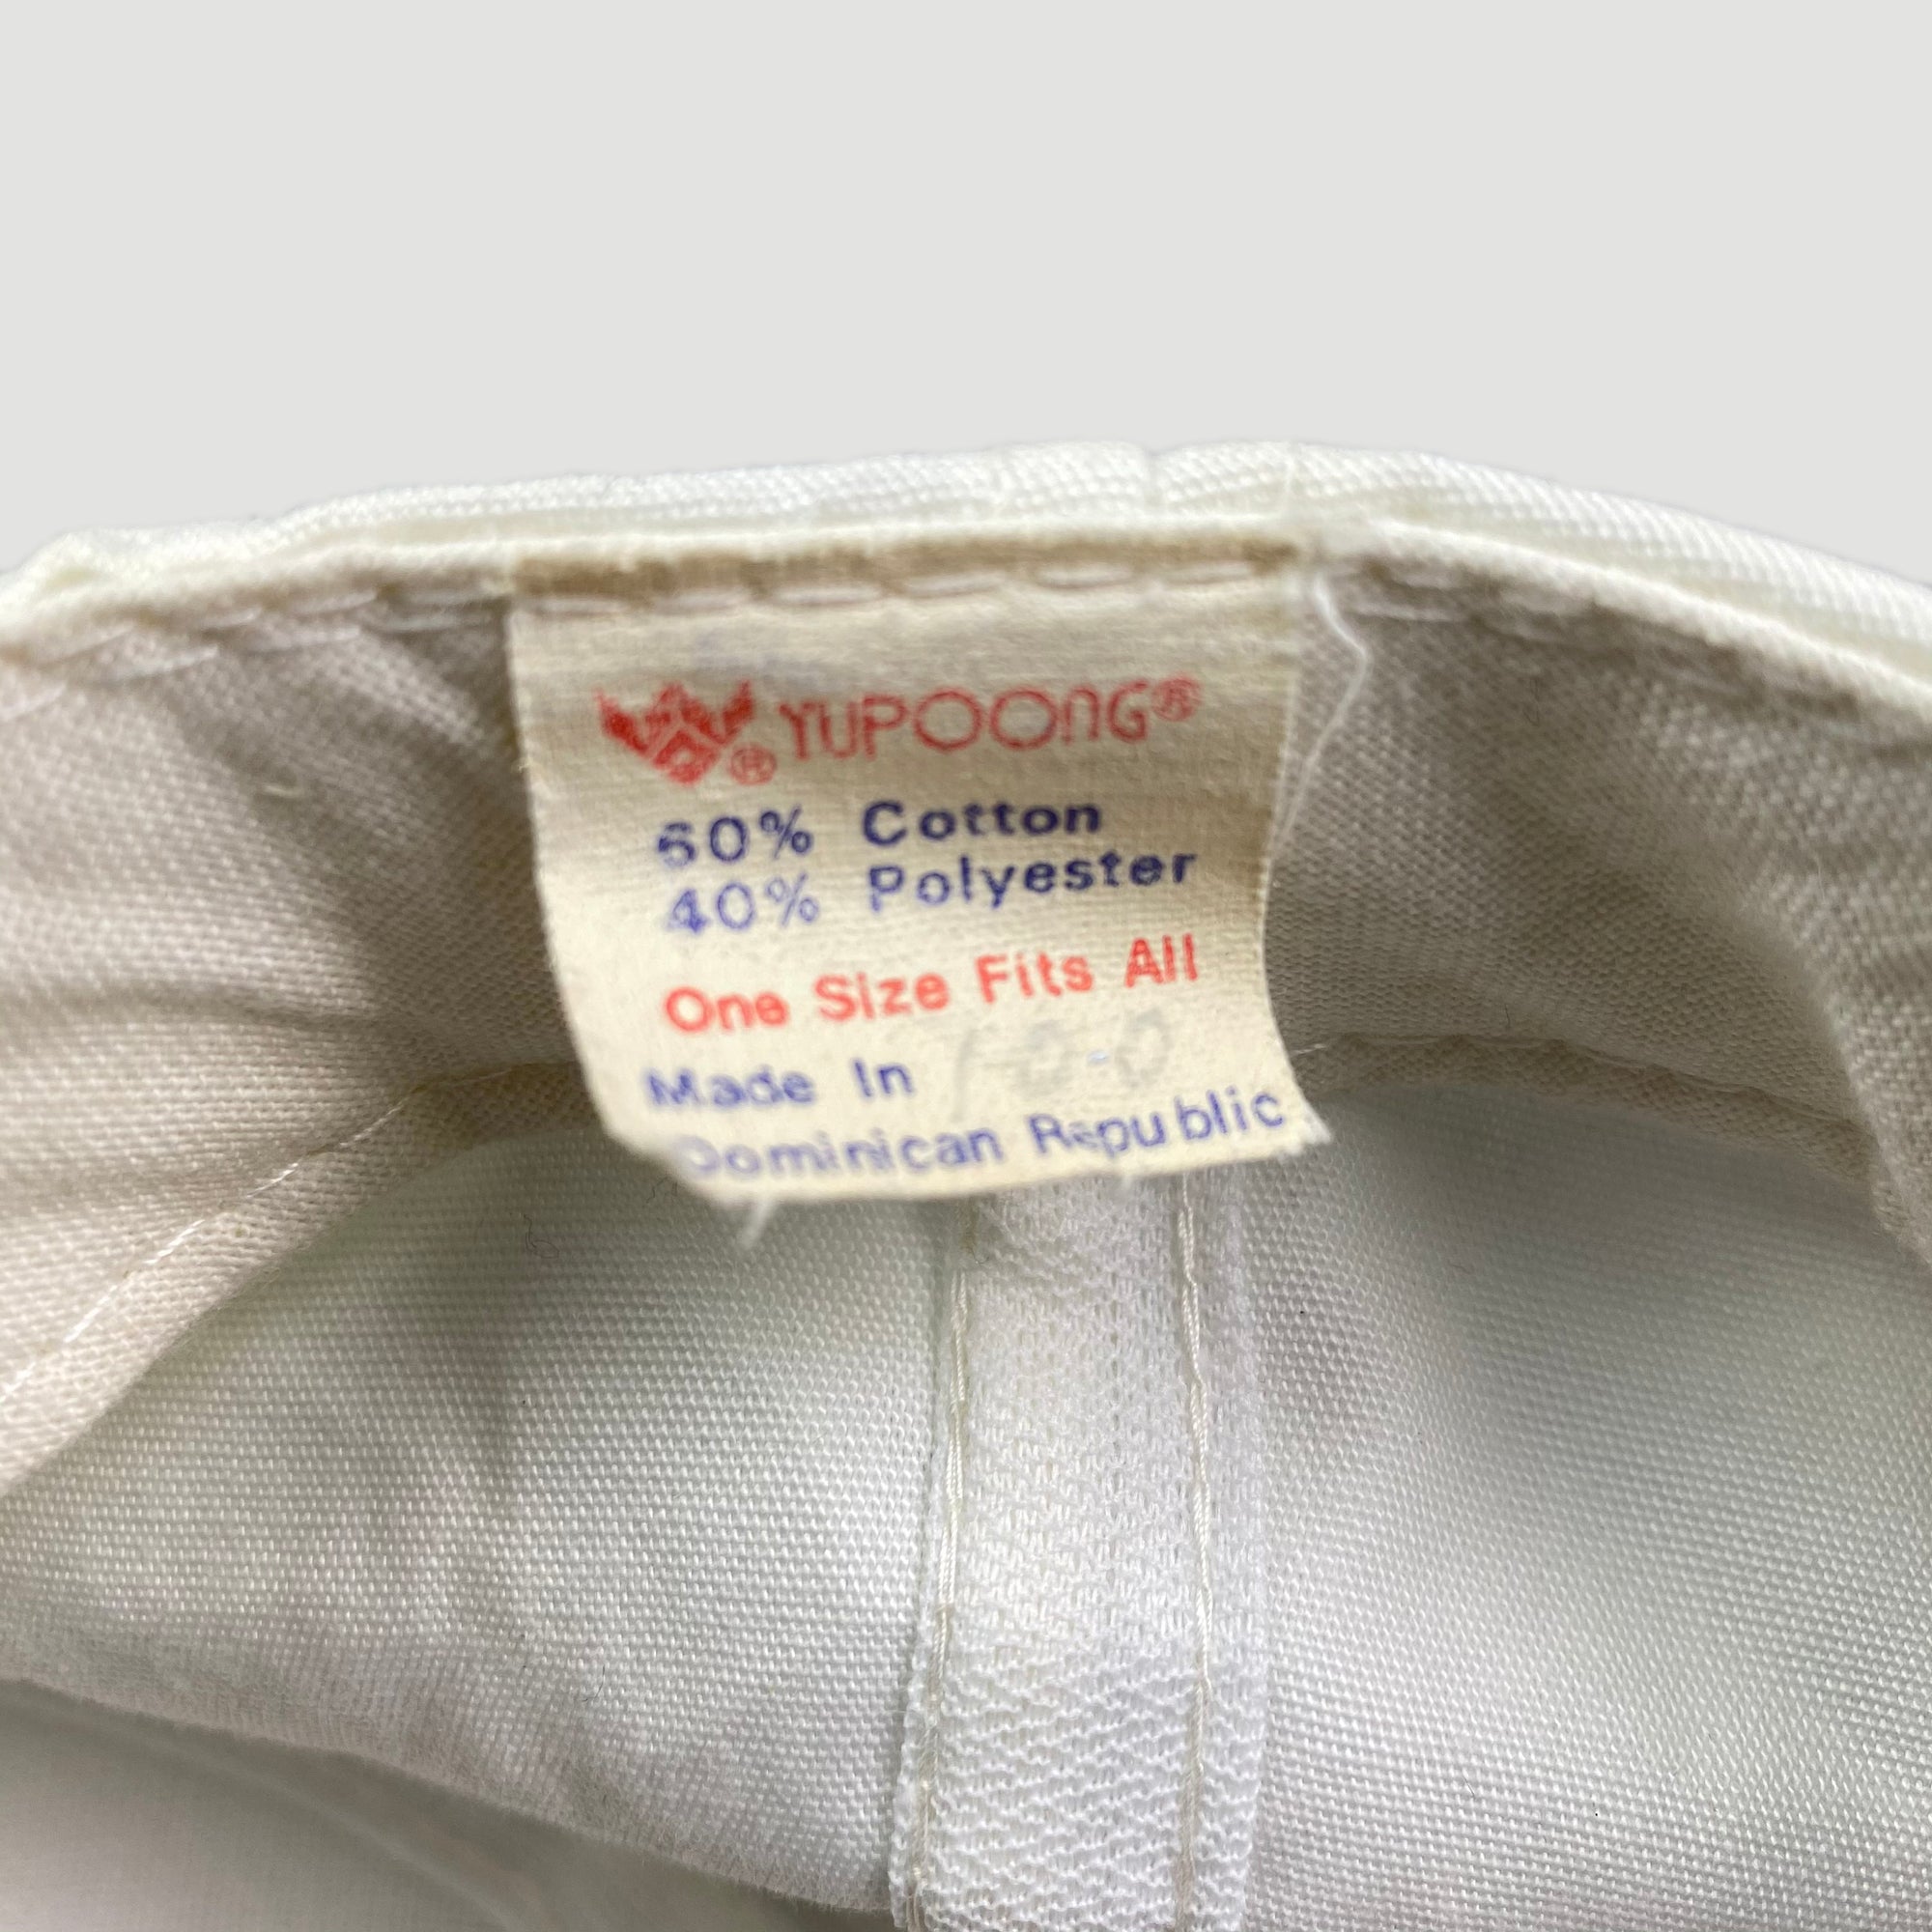 ® YUPOONG®
60% Cotton
40% Polyester
One Size Fits All
Made In
Dominican Republic